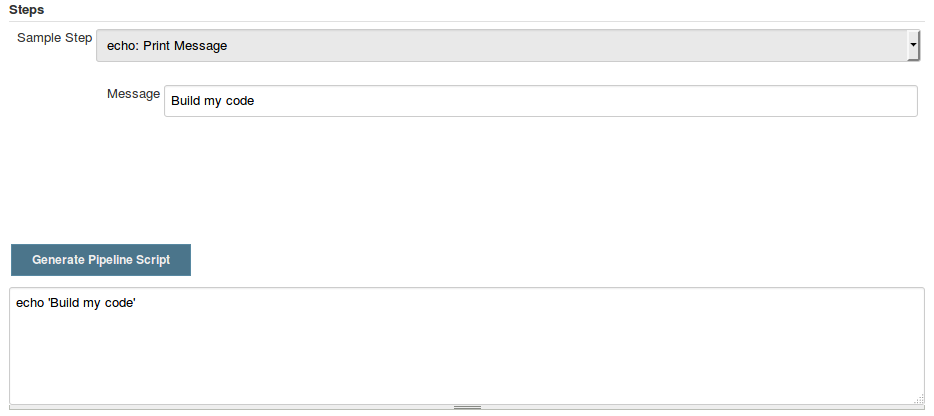 Steps
Sample Step echo: Print Message
Message Build my code
Generate Pipeline Script
echo 'Build my code'